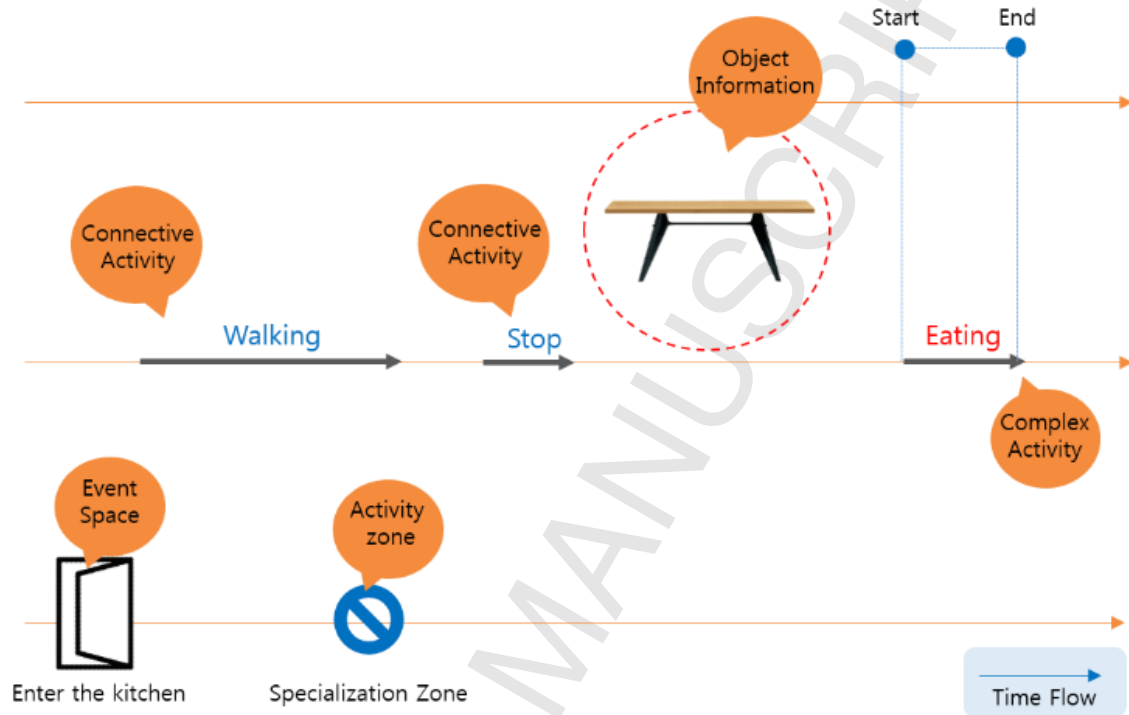 Start
End
Object
Information
Connective
Activity
Connective
Activity
Walking
Stop
Eating
Complex
Activity
Event
Space
Activity
zone
Enter the kitchen
Specialization Zone
Time Flow
MANUSCRI